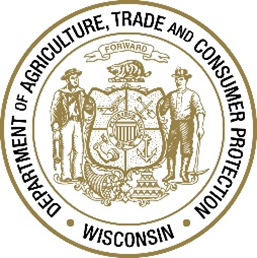 DEPARTMENT OF AGRICULTURE, TRADE AND CONSUMER PROTECTION
FORWARD
• WISCONSIN •